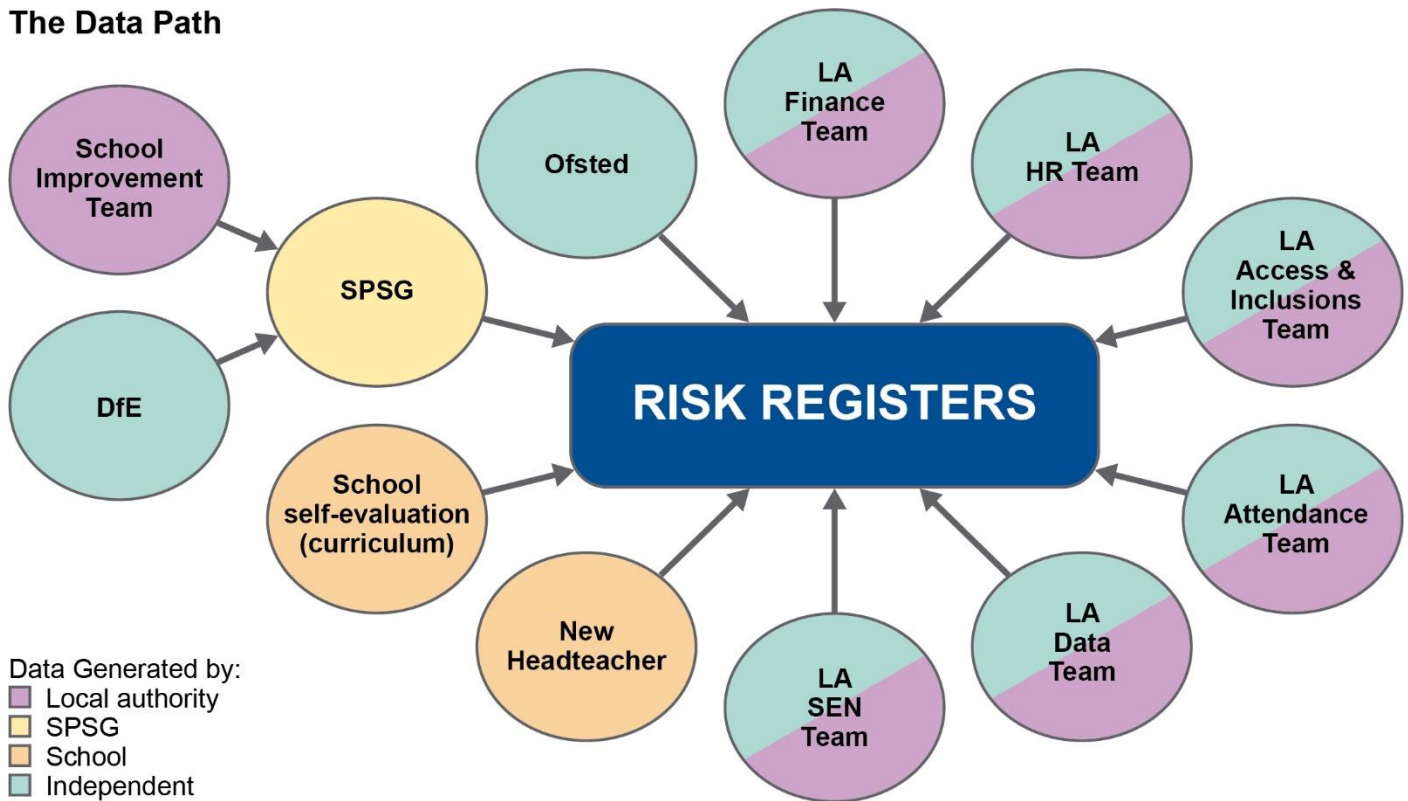 The Data Path
School
Improvement
Team
DfE
SPSG
Ofsted
LA
Finance
Team
LA
HR Team
LA
Access &
Inclusions
Team
LA
Attendance
Team
LA
Data
Team
LA
SEN
Team
New
Headteacher
School
self-evaluation
(curriculum)
RISK REGISTERS
Data Generated by:
Local authority
SPSG
School
Independent